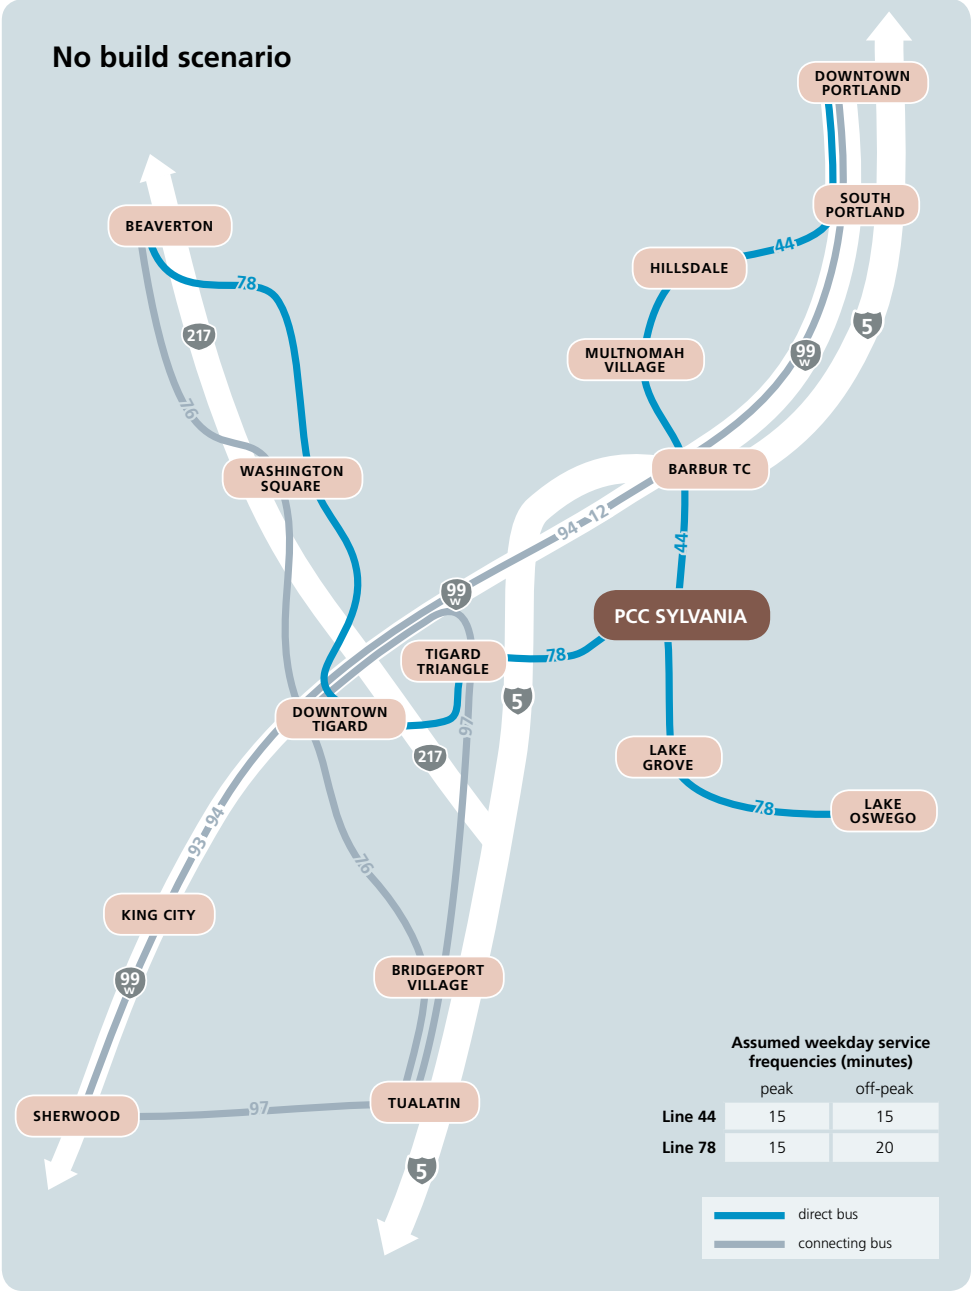 No build scenario
DOWNTOWN
PORTLAND
SOUTH
PORTLAND
BEAVERTON
44
HILLSDALE
78
5
217
99
W
MULTNOMAH
VILLAGE
76
WASHINGTON
SQUARE
BARBUR TC
94 12
44
99
W
PCC SYLVANIA
TIGARD
TRIANGLE
78
5
DOWNTOWN
TIGARD
97
217
LAKE
GROVE
78
LAKE
OSWEGO
93 94
76
KING CITY
99
W
BRIDGEPORT
VILLAGE
SHERWOOD
97
TUALATIN
5
Assumed weekday service
frequencies (minutes)
peak off-peak
Line 44 15 15
Line 78 15 20
direct bus
connecting bus